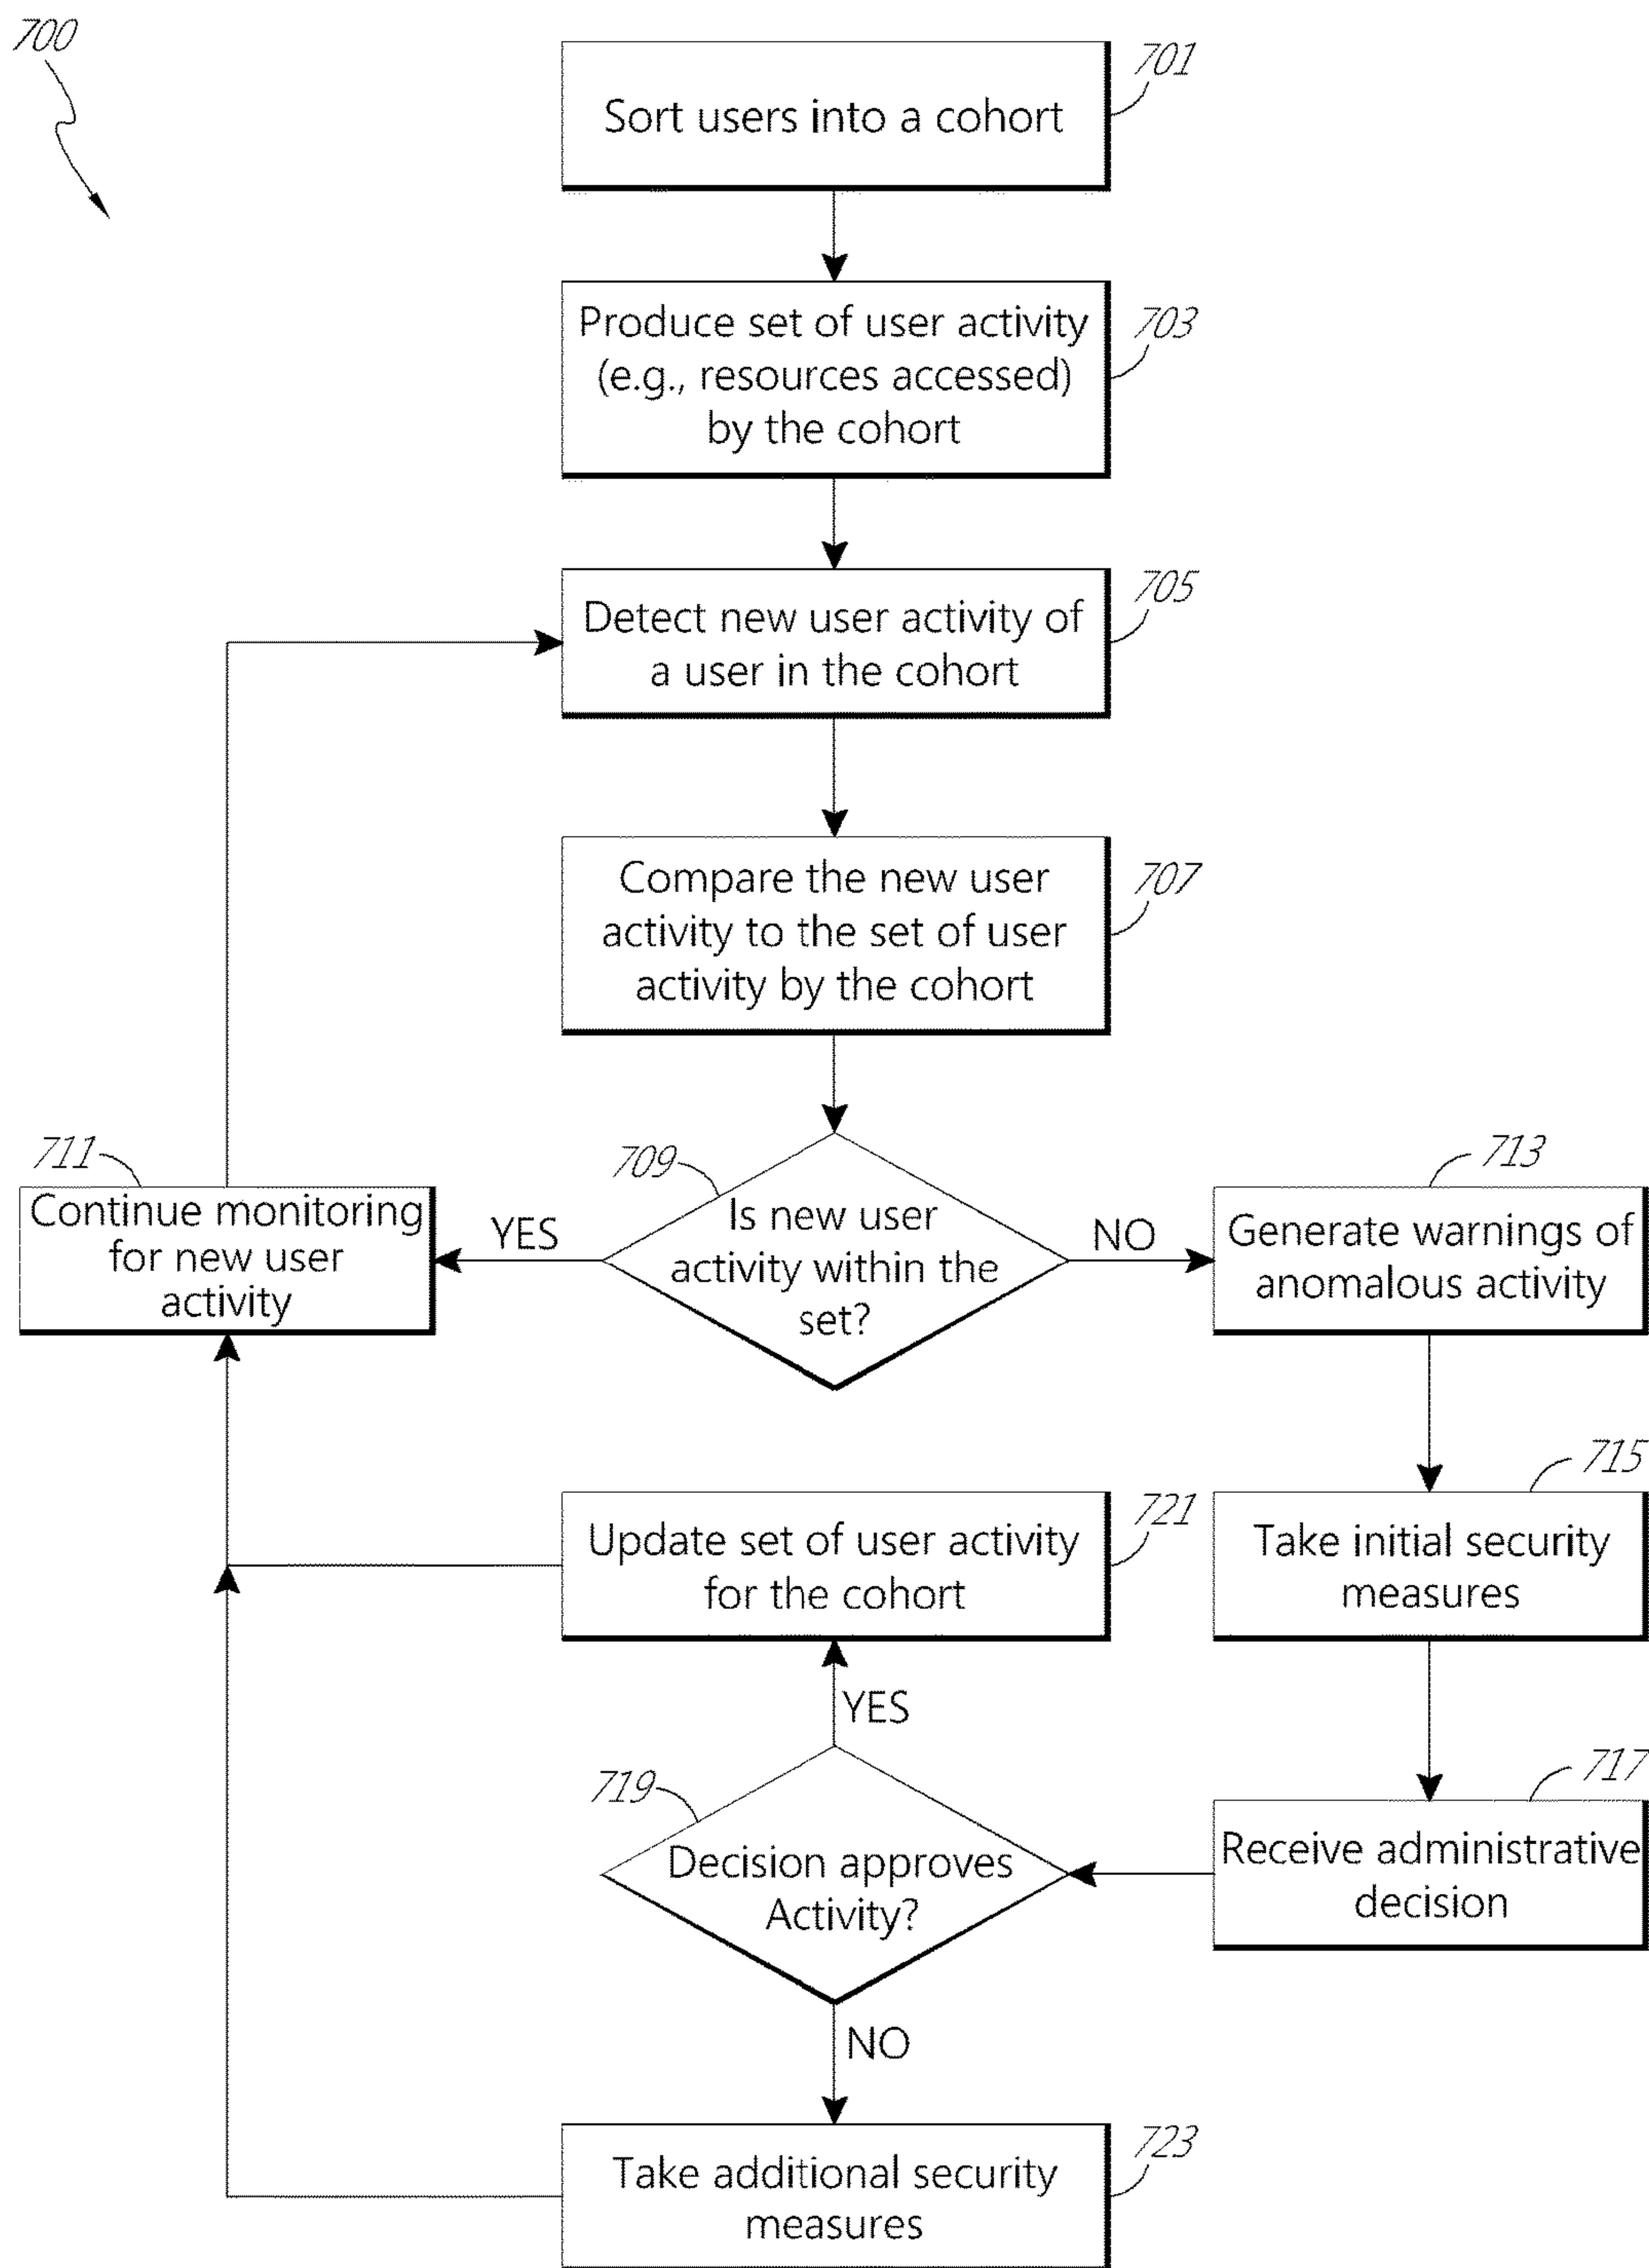 700
701
Sort users into a cohort
703
Produce set of user activity
(e.g., resources accessed)
by the cohort
705
Detect new user activity of
a user in the cohort
707
Compare the new user
activity to the set of user
activity by the cohort
711
Continue monitoring
for new user
activity
YES
709
Is new user
activity within the
set?
NO
713
Generate warnings of
anomalous activity
715
Take initial security
measures
721
Update set of user activity
for the cohort
YES
717
Receive administrative
decision
719
Decision approves
Activity?
NO
723
Take additional security
measures